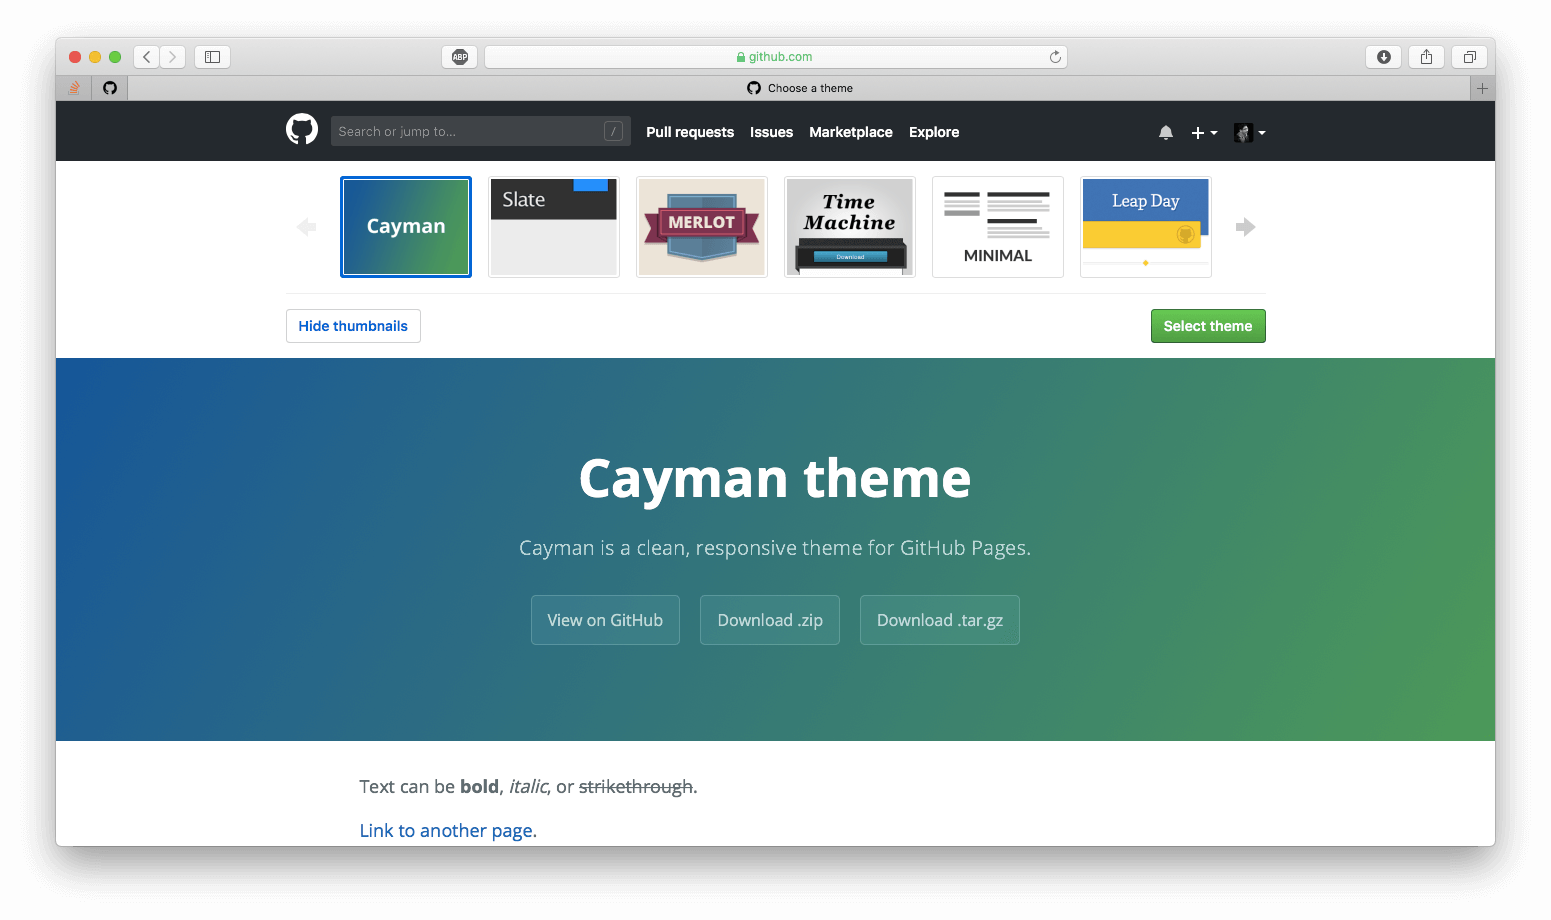 ABP
github.com
Choose a theme
Search or jump to...
/
Pull requests
Issues
Marketplace
Explore
Cayman
Slate
MERLOT
Time
Machine
Download
MINIMAL
Leap Day
Hide thumbnails
Select theme
Cayman theme
Cayman is a clean, responsive theme for GitHub Pages.
View on GitHub
Download .zip
Download .tar.gz
Text can be bold, italic, or strikethrough.
Link to another page.